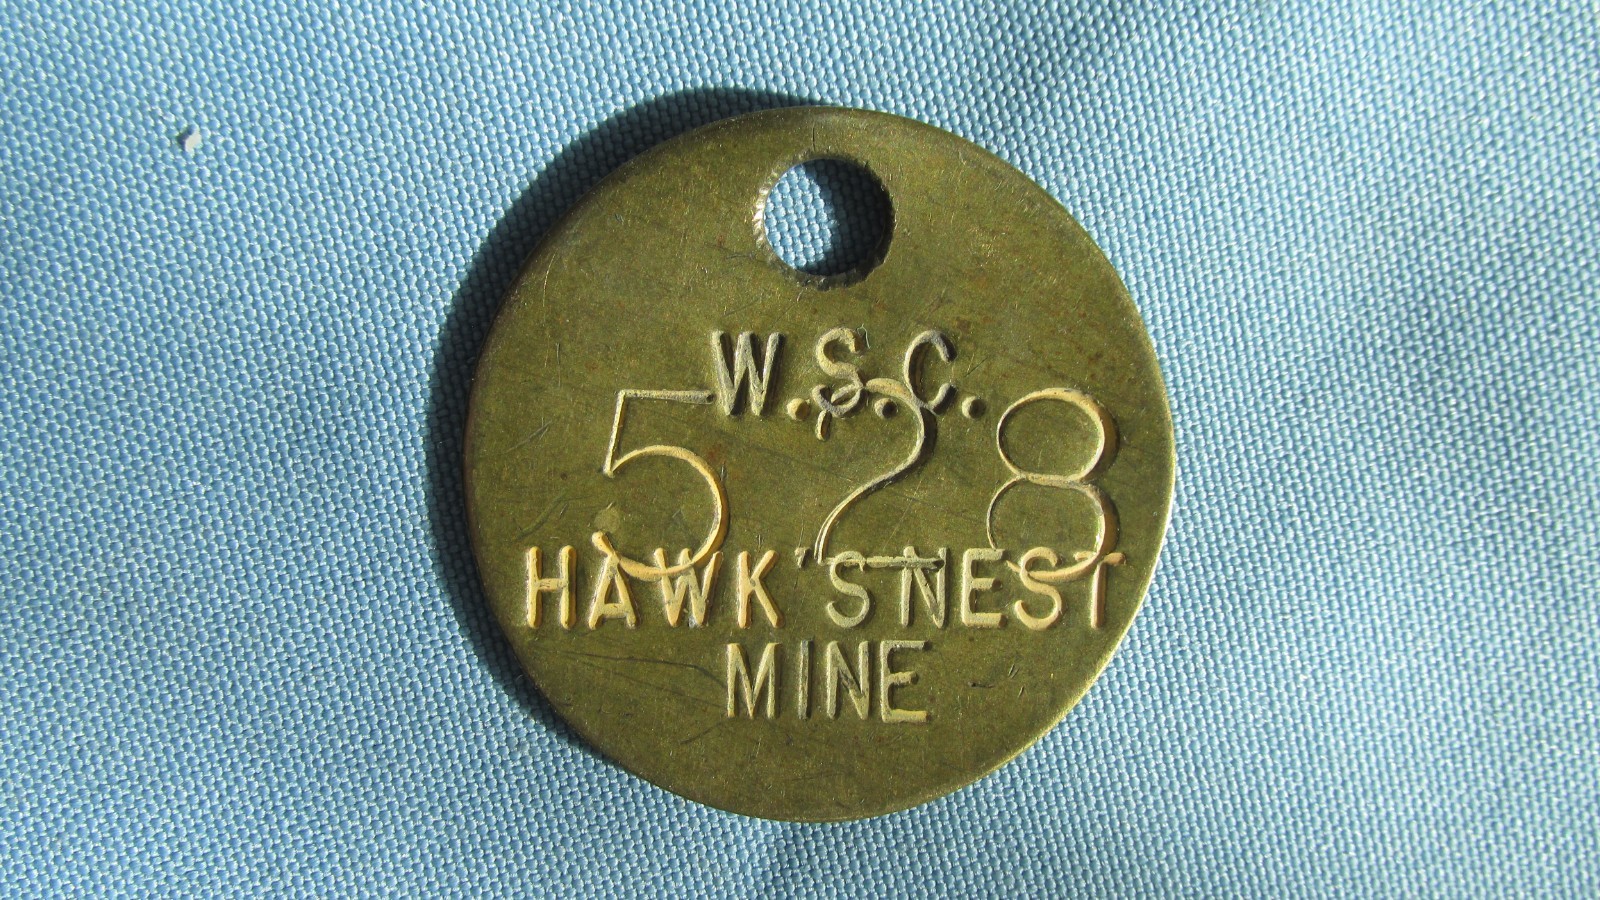 W.S.C.
528
HAWK'S NEST
MINE